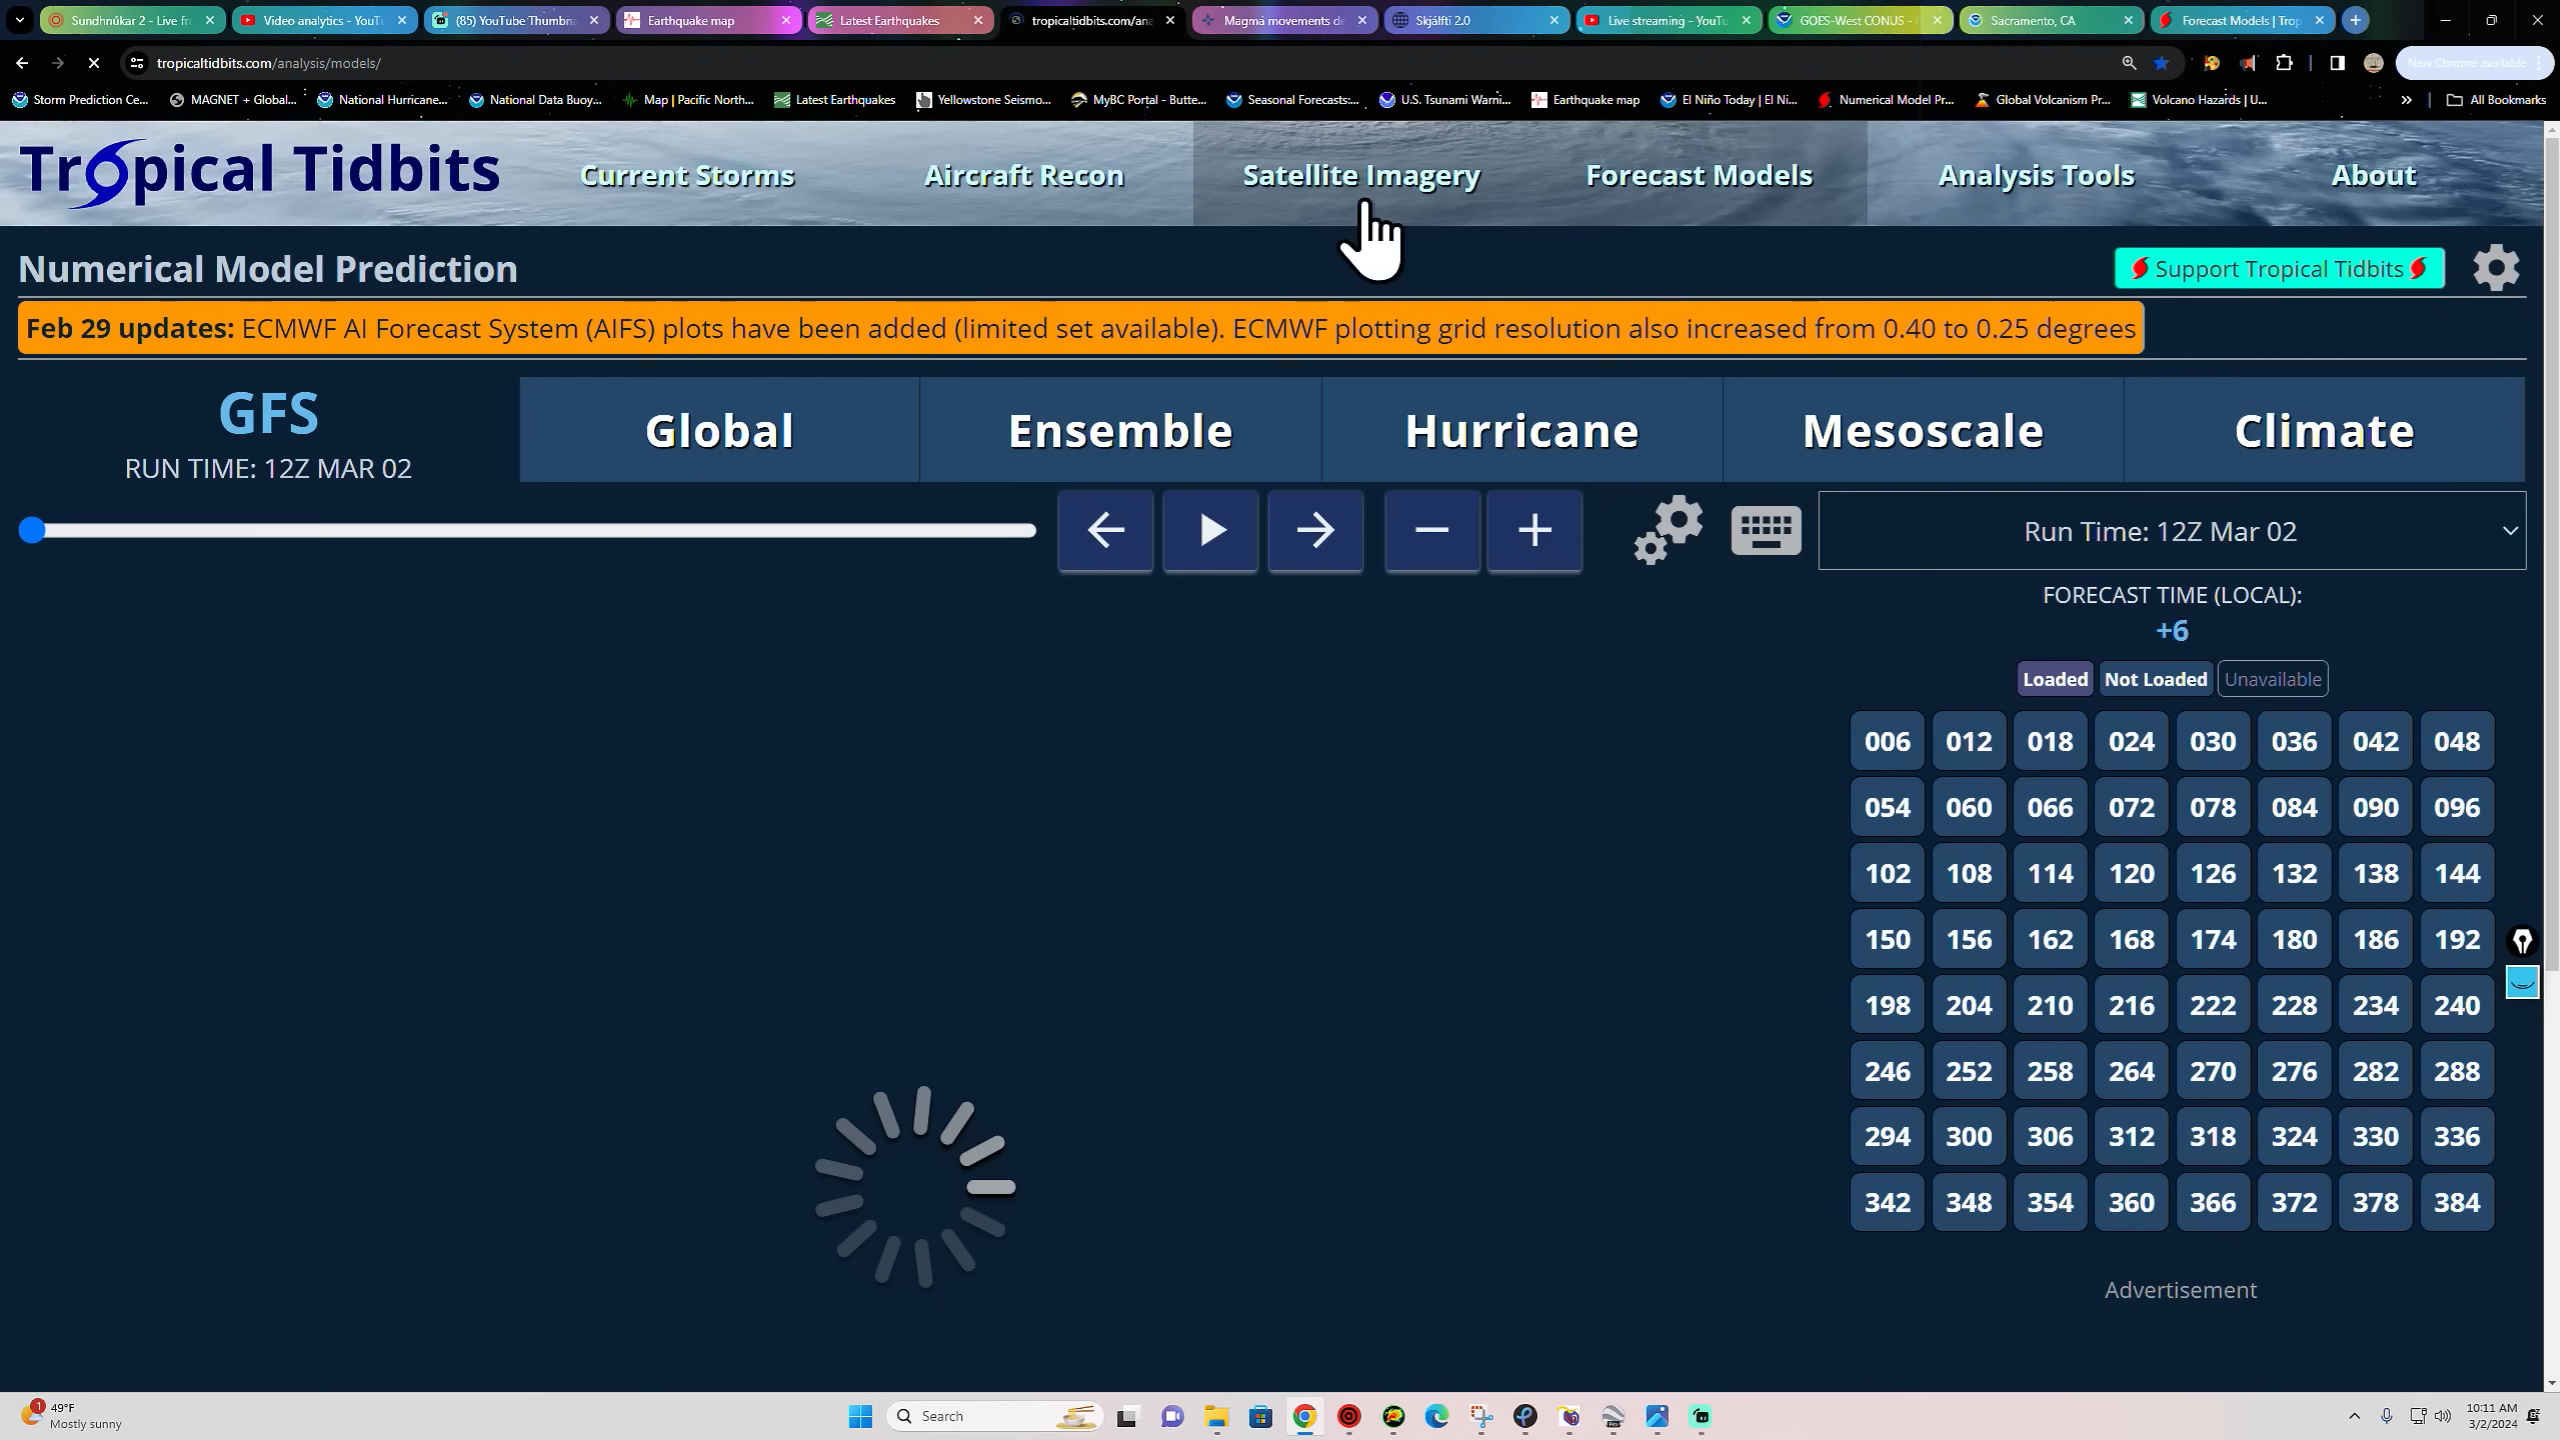 Sundhnúkar 2 - Live fr
Video analytics - YouTu
(85) YouTube Thumbna
Earthquake map
Latest Earthquakes
tropicaltidbits.com/ana
Magma movements de
Skjálfti 2.0
Live streaming - YouTu
GOES-West CONUS -
Sacramento, CA
Forecast Models | Trop
tropicaltidbits.com/analysis/models/
New Chrome available
Storm Prediction Ce...
MAGNET + Global...
National Hurricane...
National Data Buoy...
Map | Pacific North...
Latest Earthquakes
Yellowstone Seismo...
MyBC Portal - Butte...
Seasonal Forecasts:...
U.S. Tsunami Warni...
Earthquake map
El Niño Today | El Ni...
Numerical Model Pr...
Global Volcanism Pr...
Volcano Hazards | U...
All Bookmarks
Tropical Tidbits
Current Storms
Aircraft Recon
Satellite Imagery
Forecast Models
Analysis Tools
About
Numerical Model Prediction
Support Tropical Tidbits
Feb 29 updates: ECMWF AI Forecast System (AIFS) plots have been added (limited set available). ECMWF plotting grid resolution also increased from 0.40 to 0.25 degrees
GFS
RUN TIME: 12Z MAR 02
Global
Ensemble
Hurricane
Mesoscale
Climate
Run Time: 12Z Mar 02
FORECAST TIME (LOCAL):
+6
Loaded Not Loaded Unavailable
006 012 018 024 030 036 042 048
054 060 066 072 078 084 090 096
102 108 114 120 126 132 138 144
150 156 162 168 174 180 186 192
198 204 210 216 222 228 234 240
246 252 258 264 270 276 282 288
294 300 306 312 318 324 330 336
342 348 354 360 366 372 378 384
Advertisement
1
49°F
Mostly sunny
Search
10:11 AM
3/2/2024